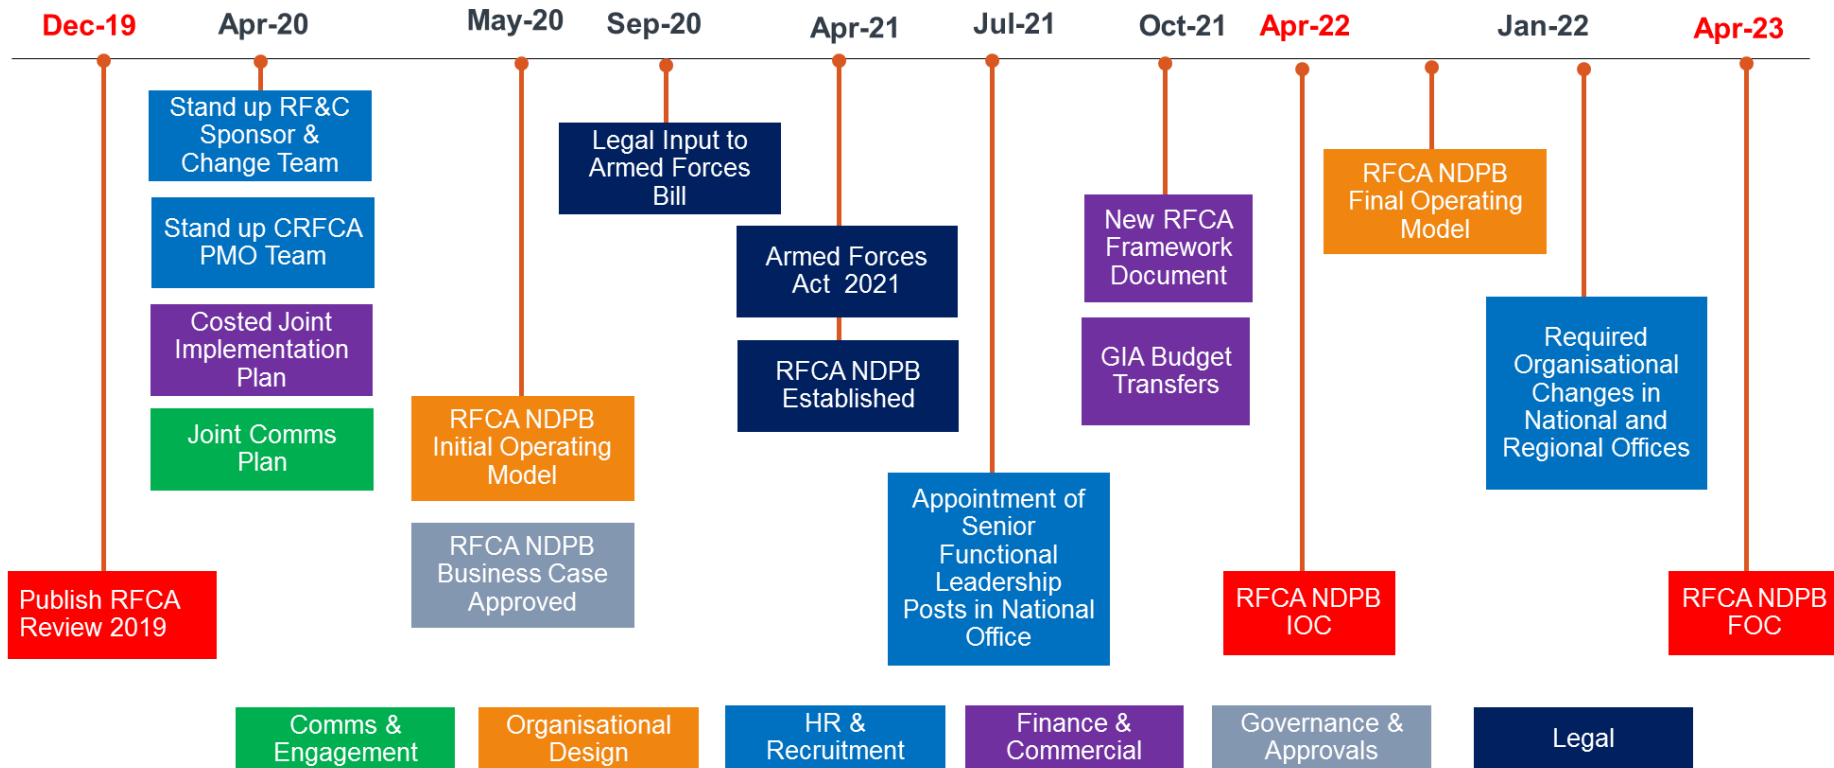 Dec-19
Apr-20
May-20
Sep-20
Apr-21
Jul-21
Oct-21
Apr-22
Jan-22
Apr-23
Stand up RF&C
Sponsor &
Change Team
Stand up CRFCA
PMO Team
Costed Joint
Implementation
Plan
Joint Comms
Plan
Publish RFCA
Review 2019
RFCA NDPB
Initial Operating
Model
RFCA NDPB
Business Case
Approved
Legal Input to
Armed Forces
Bill
Armed Forces
Act 2021
RFCA NDPB
Established
Appointment of
Senior
Functional
Leadership
Posts in National
Office
New RFCA
Framework
Document
GIA Budget
Transfers
RFCA NDPB
IOC
RFCA NDPB
Final Operating
Model
Required
Organisational
Changes in
National and
Regional Offices
RFCA NDPB
FOC
Comms &
Engagement
Organisational
Design
HR &
Recruitment
Finance &
Commercial
Governance &
Approvals
Legal